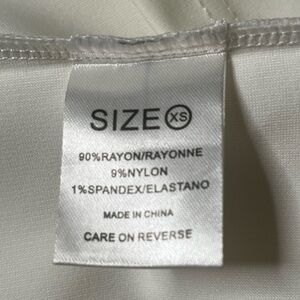 SIZE XS
90%RAYON/RAYONNE
9%NYLON
1%SPANDEX/ELASTANO
MADE IN CHINA
CARE ON REVERSE